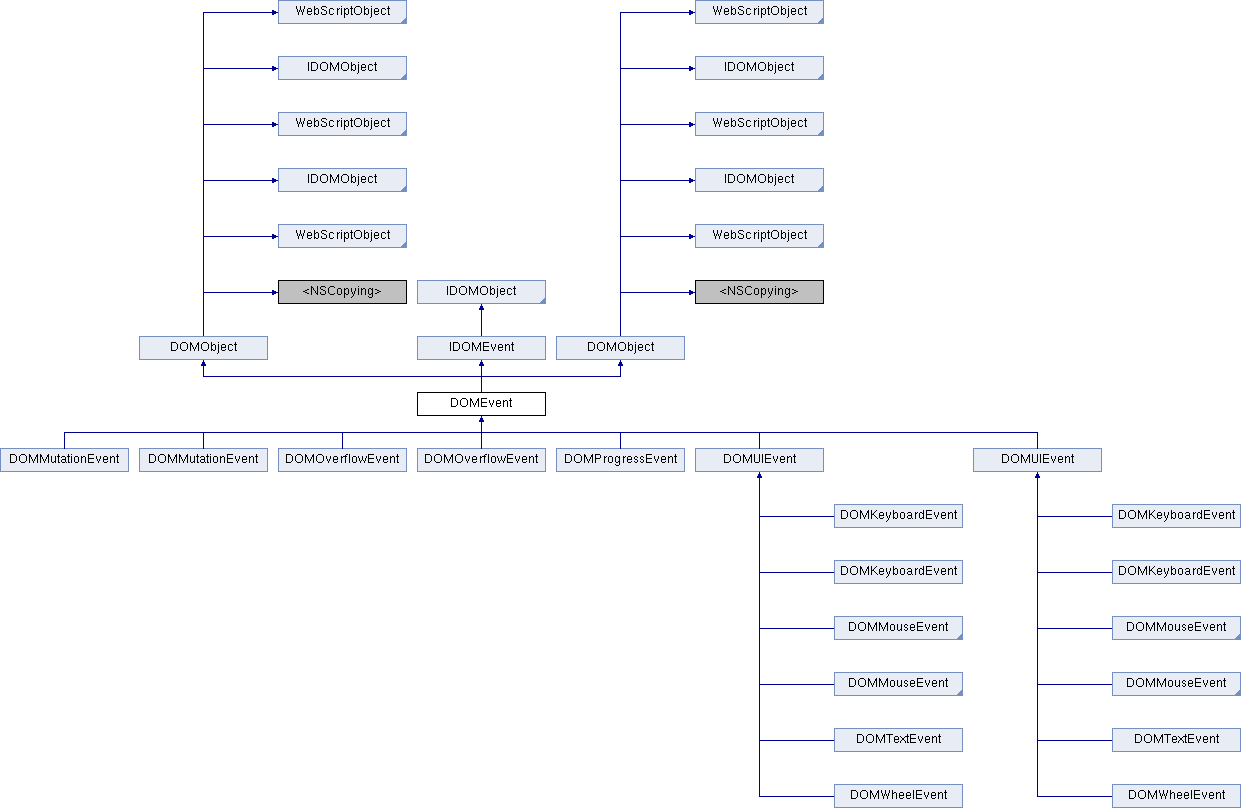 WebScriptObject WebScriptObject
IDOMObject IDOMObject
WebScriptObject WebScriptObject
IDOMObject IDOMObject
WebScriptObject WebScriptObject
<NSCopying> IDOMObject <NSCopying>
DOMObject IDOMEvent DOMObject
DOMEvent
DOMMutationEvent DOMMutationEvent DOMOverflowEvent DOMOverflowEvent DOMProgressEvent DOMUIEvent DOMUIEvent
DOMKeyboardEvent DOMKeyboardEvent
DOMKeyboardEvent DOMKeyboardEvent
DOMMouseEvent DOMMouseEvent
DOMMouseEvent DOMMouseEvent
DOMTextEvent DOMTextEvent
DOMWheelEvent DOMWheelEvent